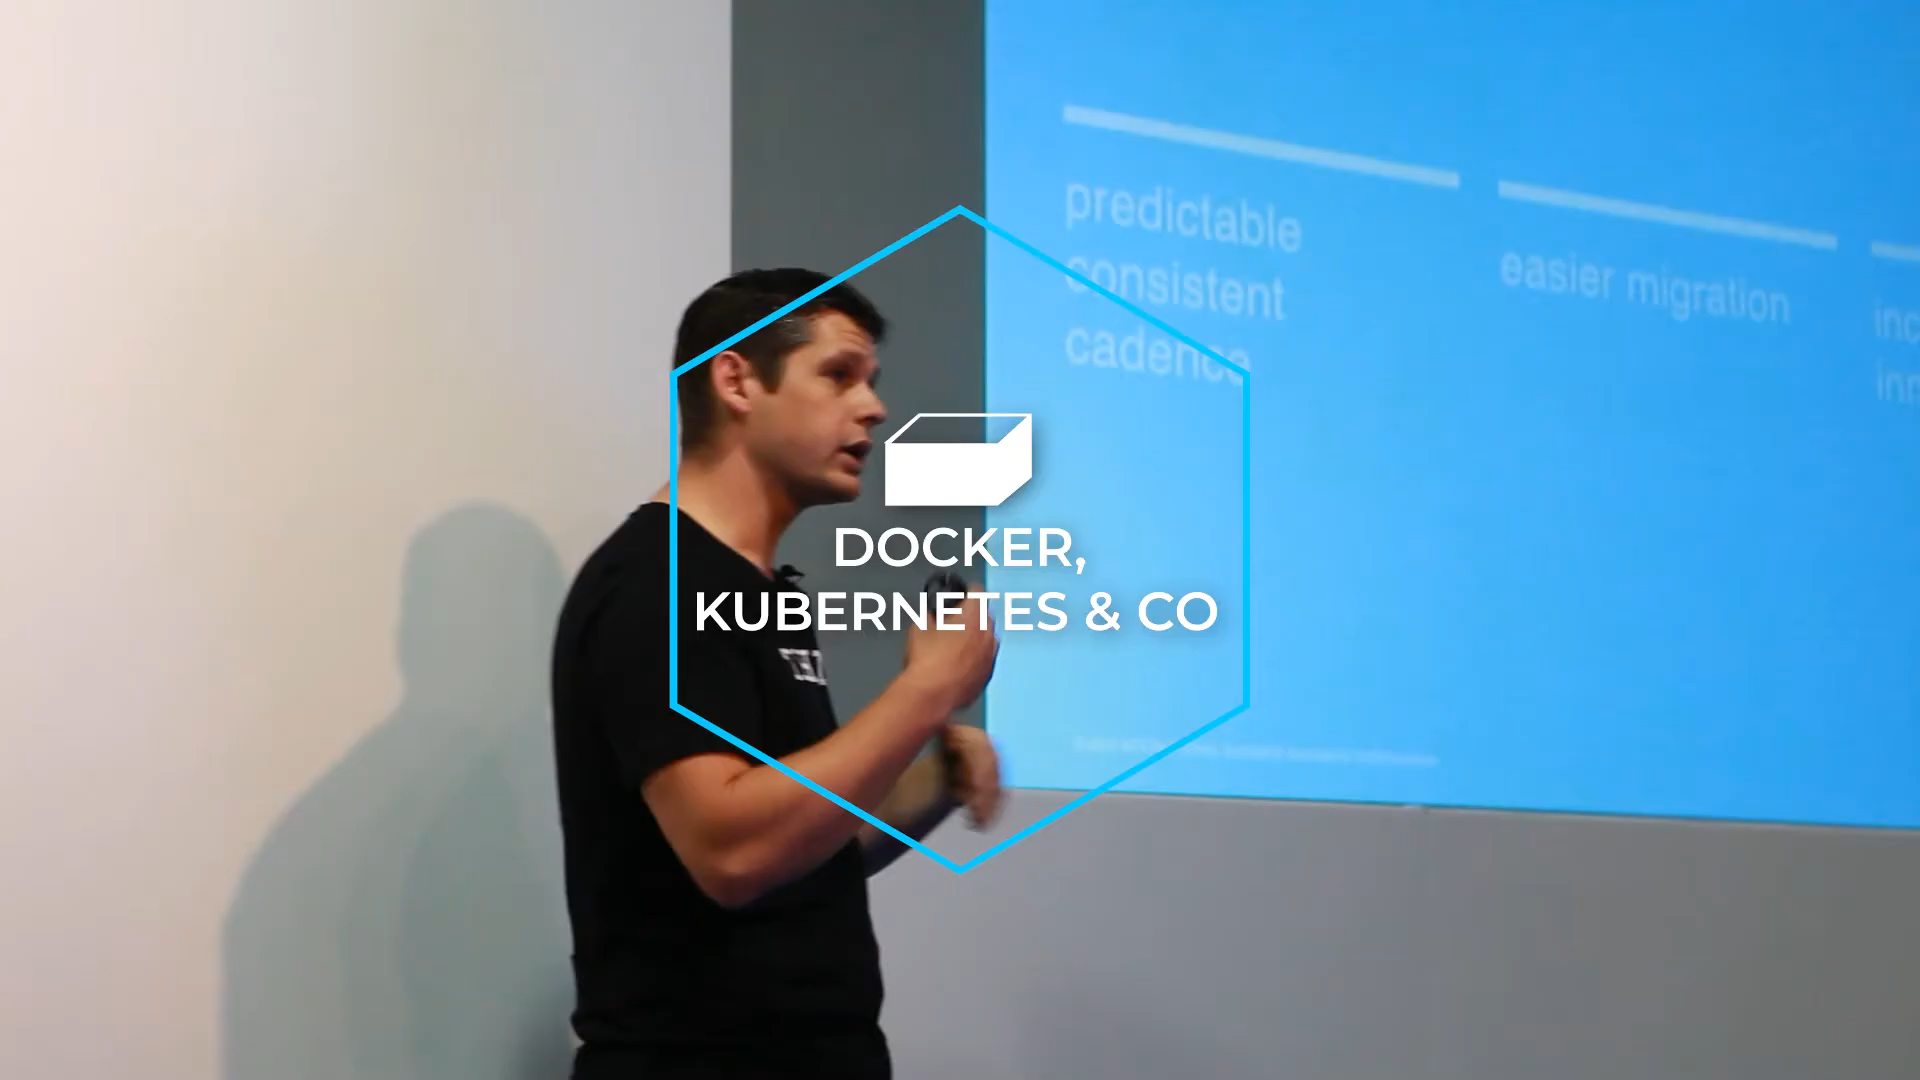 predictable
consistent
cadence
easier migration
DOCKER,
KUBERNETES & CO